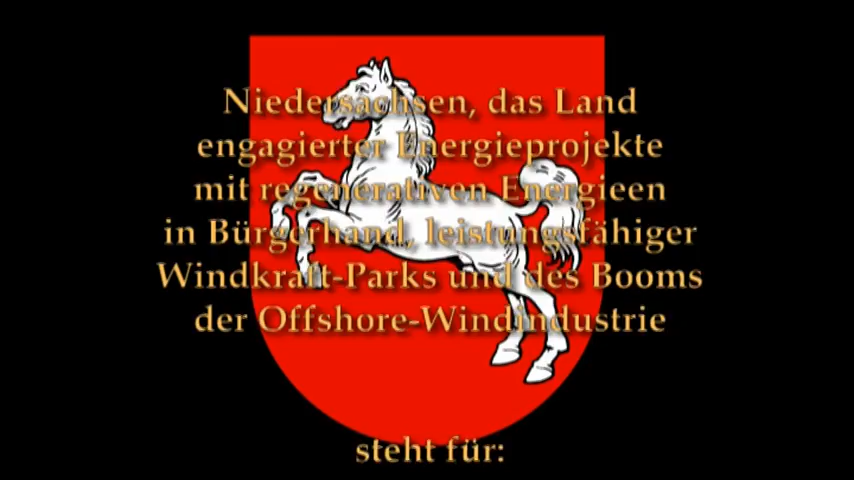 Niedersachsen, das Land
engagierter Energieprojekte
mit regenerativen Energieen
in Bürgerhand, leistungsfähiger
Windkraft-Parks und des Booms
der Offshore-Windindustrie
steht für: